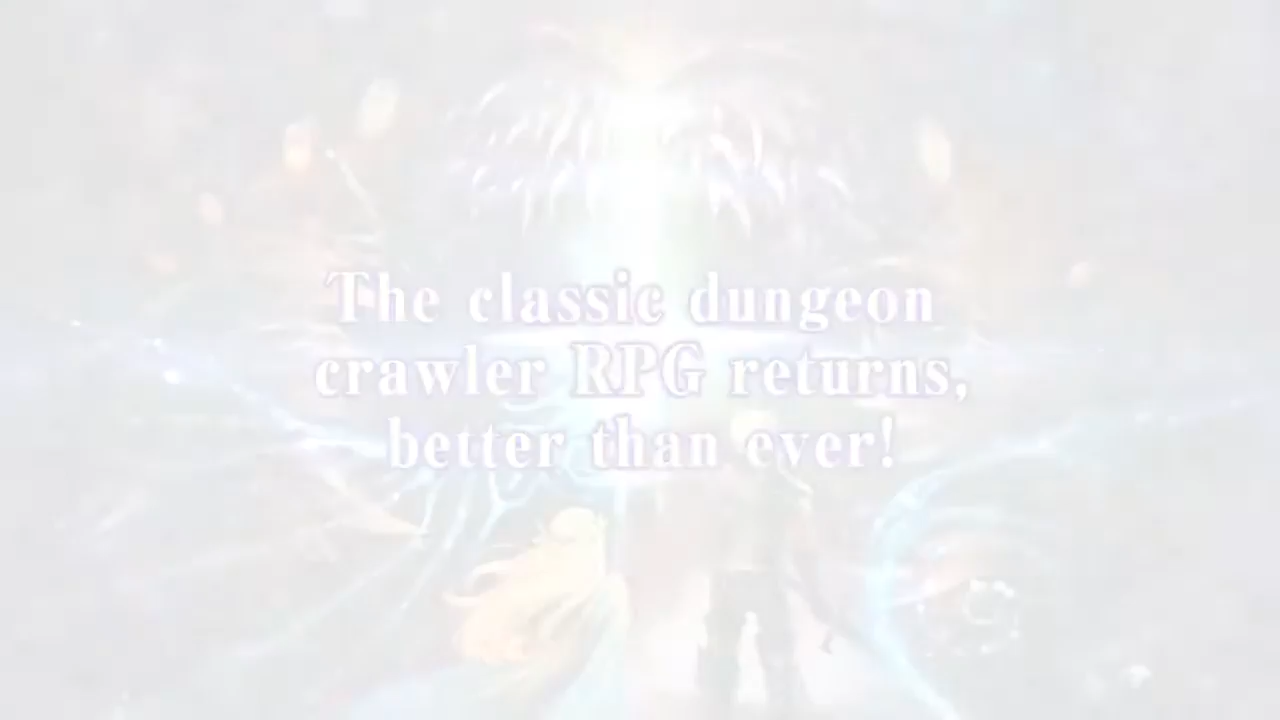 The classic dungeon
crawler RPG returns,
better than ever!